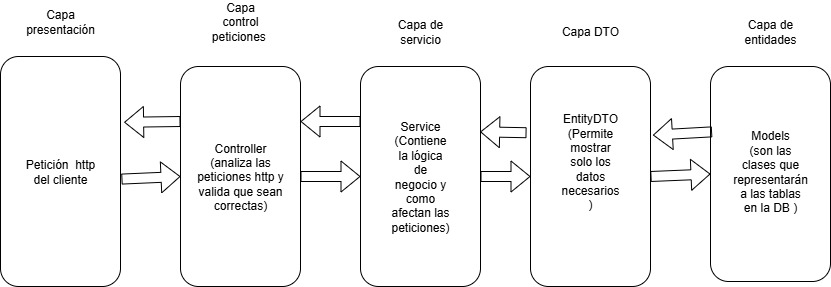 Capa
presentación
Capa
control
peticiones
Capa de
servicio
Capa DTO
Capa de
entidades
Petición http
del cliente
Controller
(analiza las
peticiones http y
valida que sean
correctas)
Service
(Contiene
la lógica
de
negocio y
como
afectan las
peticiones)
EntityDTO
(Permite
mostrar
solo los
datos
necesarios
)
Models
(son las
clases que
representarán
a las tablas
en la DB )